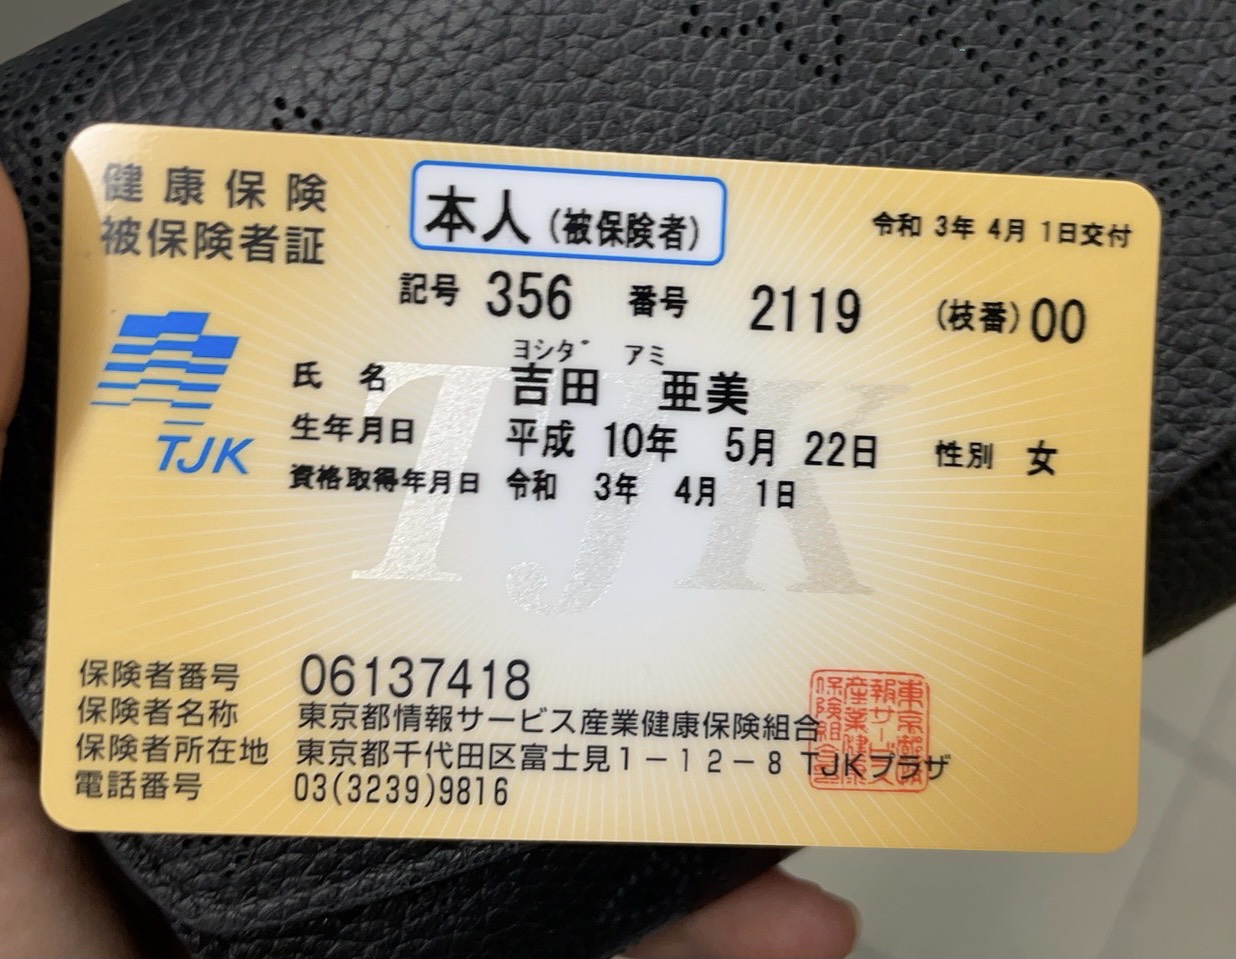 健康保険
被保険者証
本人(被保険者)
令和 3年 4月 1日交付
記号 356 番号 2119 (枝番)00
ヨシダ アミ
氏名 吉田 亜美
生年月日 平成 10年 5月 22日 性別 女
資格取得年月日 令和 3年 4月 1日
TJK
TJK
保険者番号 06137418
保険者名称 東京都情報サービス産業健康保険組合
保険者所在地 東京都千代田区富士見1-12-8 TJKプラザ
電話番号 03(3239)9816